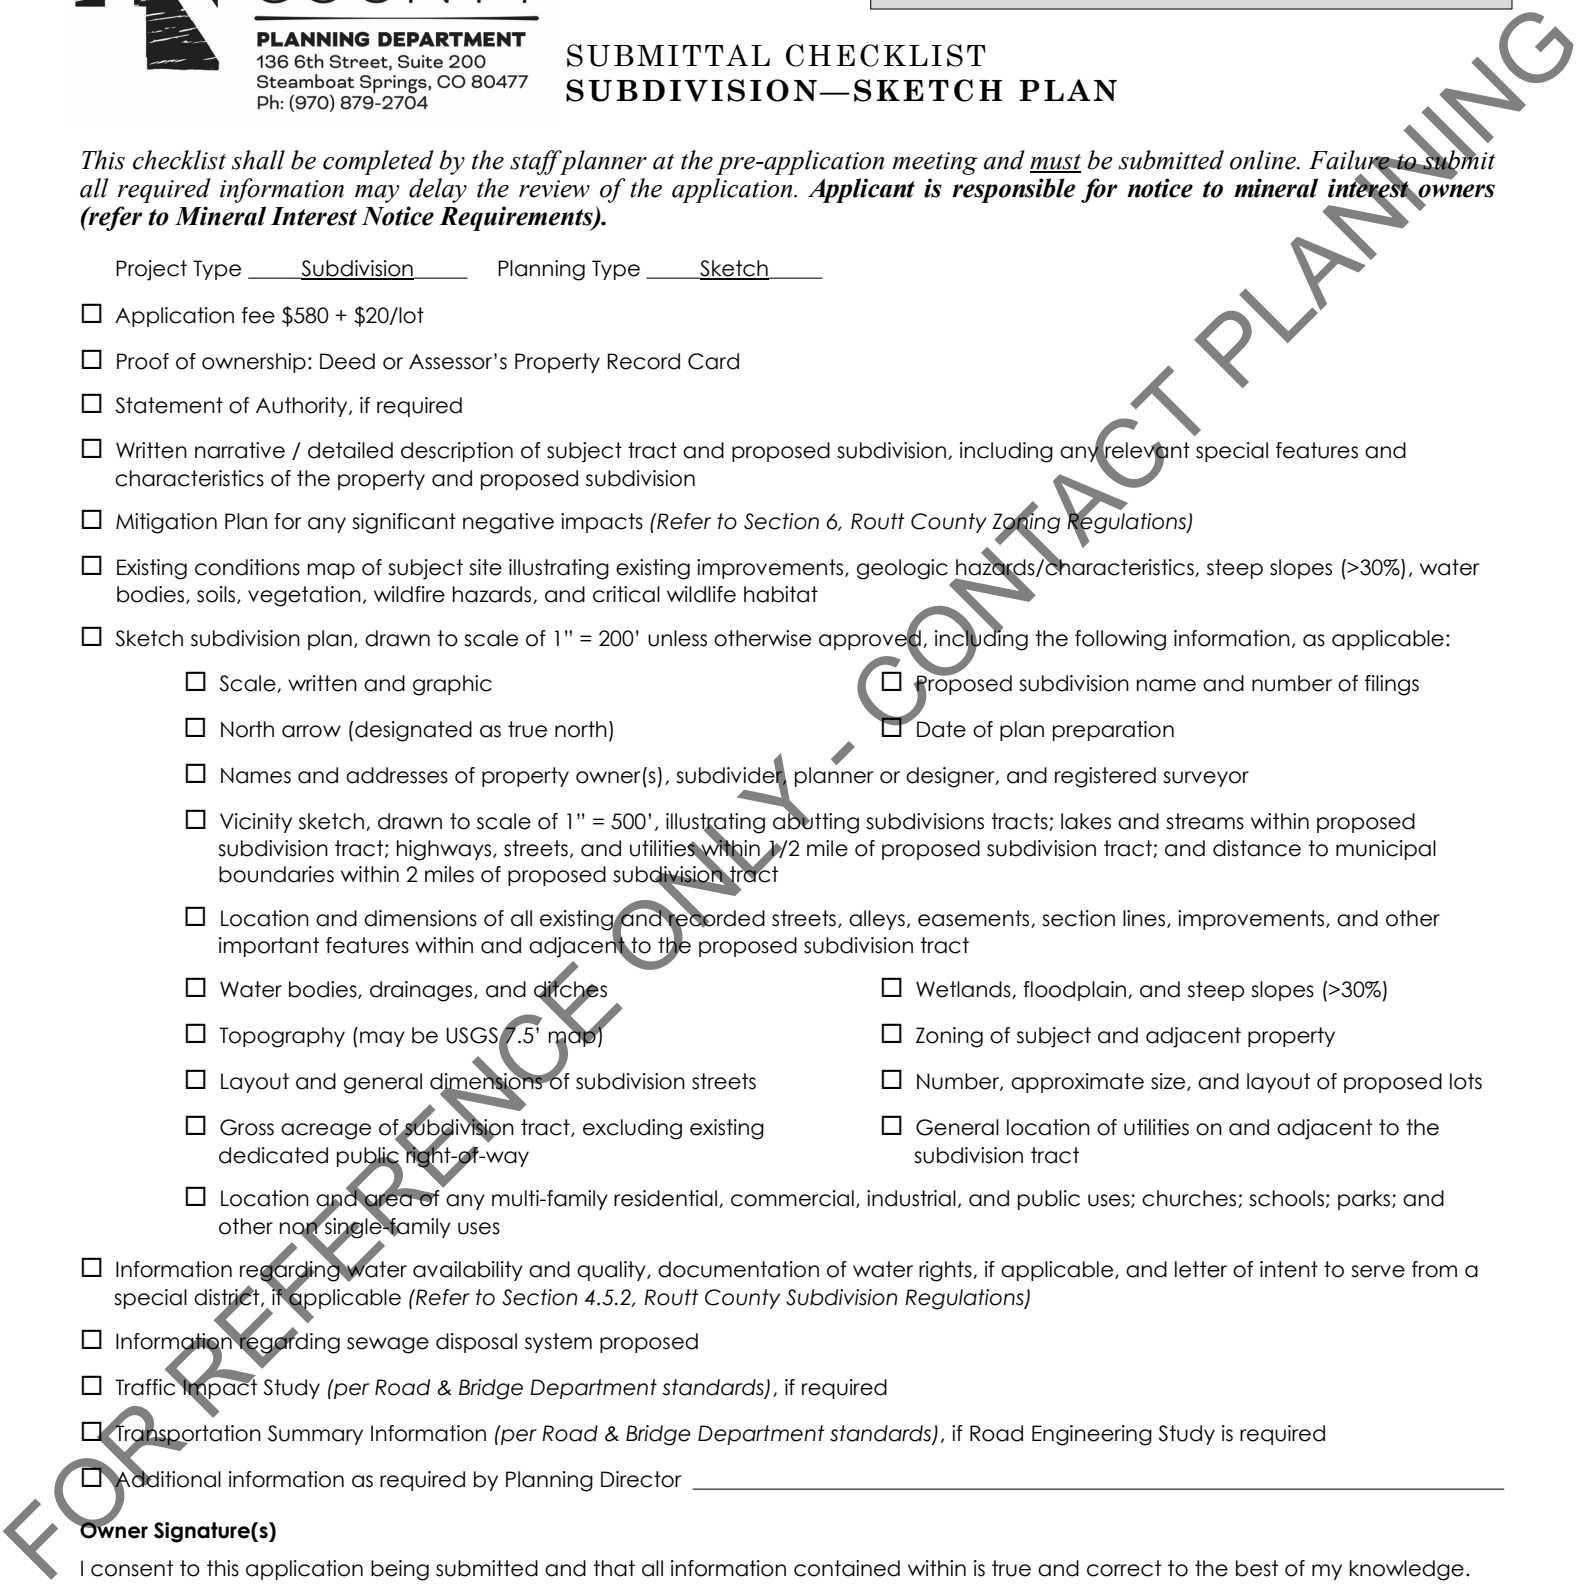 COUNTY
PLANNING DEPARTMENT
136 6th Street, Suite 200
Steamboat Springs, CO 80477
Ph: (970) 879-2704
SUBMITTAL CHECKLIST
SUBDIVISION—SKETCH PLAN
This checklist shall be completed by the staff planner at the pre-application meeting and must be submitted online. Failure to submit
all required information may delay the review of the application. Applicant is responsible for notice to mineral interest owners
(refer to Mineral Interest Notice Requirements).
Project Type _____Subdivision_____ Planning Type _____Sketch_____
☐ Application fee $580 + $20/lot
☐ Proof of ownership: Deed or Assessor’s Property Record Card
☐ Statement of Authority, if required
☐ Written narrative / detailed description of subject tract and proposed subdivision, including any relevant special features and
characteristics of the property and proposed subdivision
☐ Mitigation Plan for any significant negative impacts (Refer to Section 6, Routt County Zoning Regulations)
☐ Existing conditions map of subject site illustrating existing improvements, geologic hazards/characteristics, steep slopes (>30%), water
bodies, soils, vegetation, wildfire hazards, and critical wildlife habitat
☐ Sketch subdivision plan, drawn to scale of 1” = 200’ unless otherwise approved, including the following information, as applicable:
☐ Scale, written and graphic
☐ Proposed subdivision name and number of filings
☐ North arrow (designated as true north)
☐ Date of plan preparation
☐ Names and addresses of property owner(s), subdivider, planner or designer, and registered surveyor
☐ Vicinity sketch, drawn to scale of 1” = 500’, illustrating abutting subdivisions tracts; lakes and streams within proposed
subdivision tract; highways, streets, and utilities within 1/2 mile of proposed subdivision tract; and distance to municipal
boundaries within 2 miles of proposed subdivision tract
☐ Location and dimensions of all existing and recorded streets, alleys, easements, section lines, improvements, and other
important features within and adjacent to the proposed subdivision tract
☐ Water bodies, drainages, and ditches
☐ Wetlands, floodplain, and steep slopes (>30%)
☐ Topography (may be USGS 7.5’ map)
☐ Zoning of subject and adjacent property
☐ Layout and general dimensions of subdivision streets
☐ Number, approximate size, and layout of proposed lots
☐ Gross acreage of subdivision tract, excluding existing
dedicated public right-of-way
☐ General location of utilities on and adjacent to the
subdivision tract
☐ Location and area of any multi-family residential, commercial, industrial, and public uses; churches; schools; parks; and
other non single-family uses
☐ Information regarding water availability and quality, documentation of water rights, if applicable, and letter of intent to serve from a
special district, if applicable (Refer to Section 4.5.2, Routt County Subdivision Regulations)
☐ Information regarding sewage disposal system proposed
☐ Traffic Impact Study (per Road & Bridge Department standards), if required
☐ Transportation Summary Information (per Road & Bridge Department standards), if Road Engineering Study is required
☐ Additional information as required by Planning Director ____________________
Owner Signature(s)
I consent to this application being submitted and that all information contained within is true and correct to the best of my knowledge.
FOR REFERENCE ONLY - CONTACT PLANNING